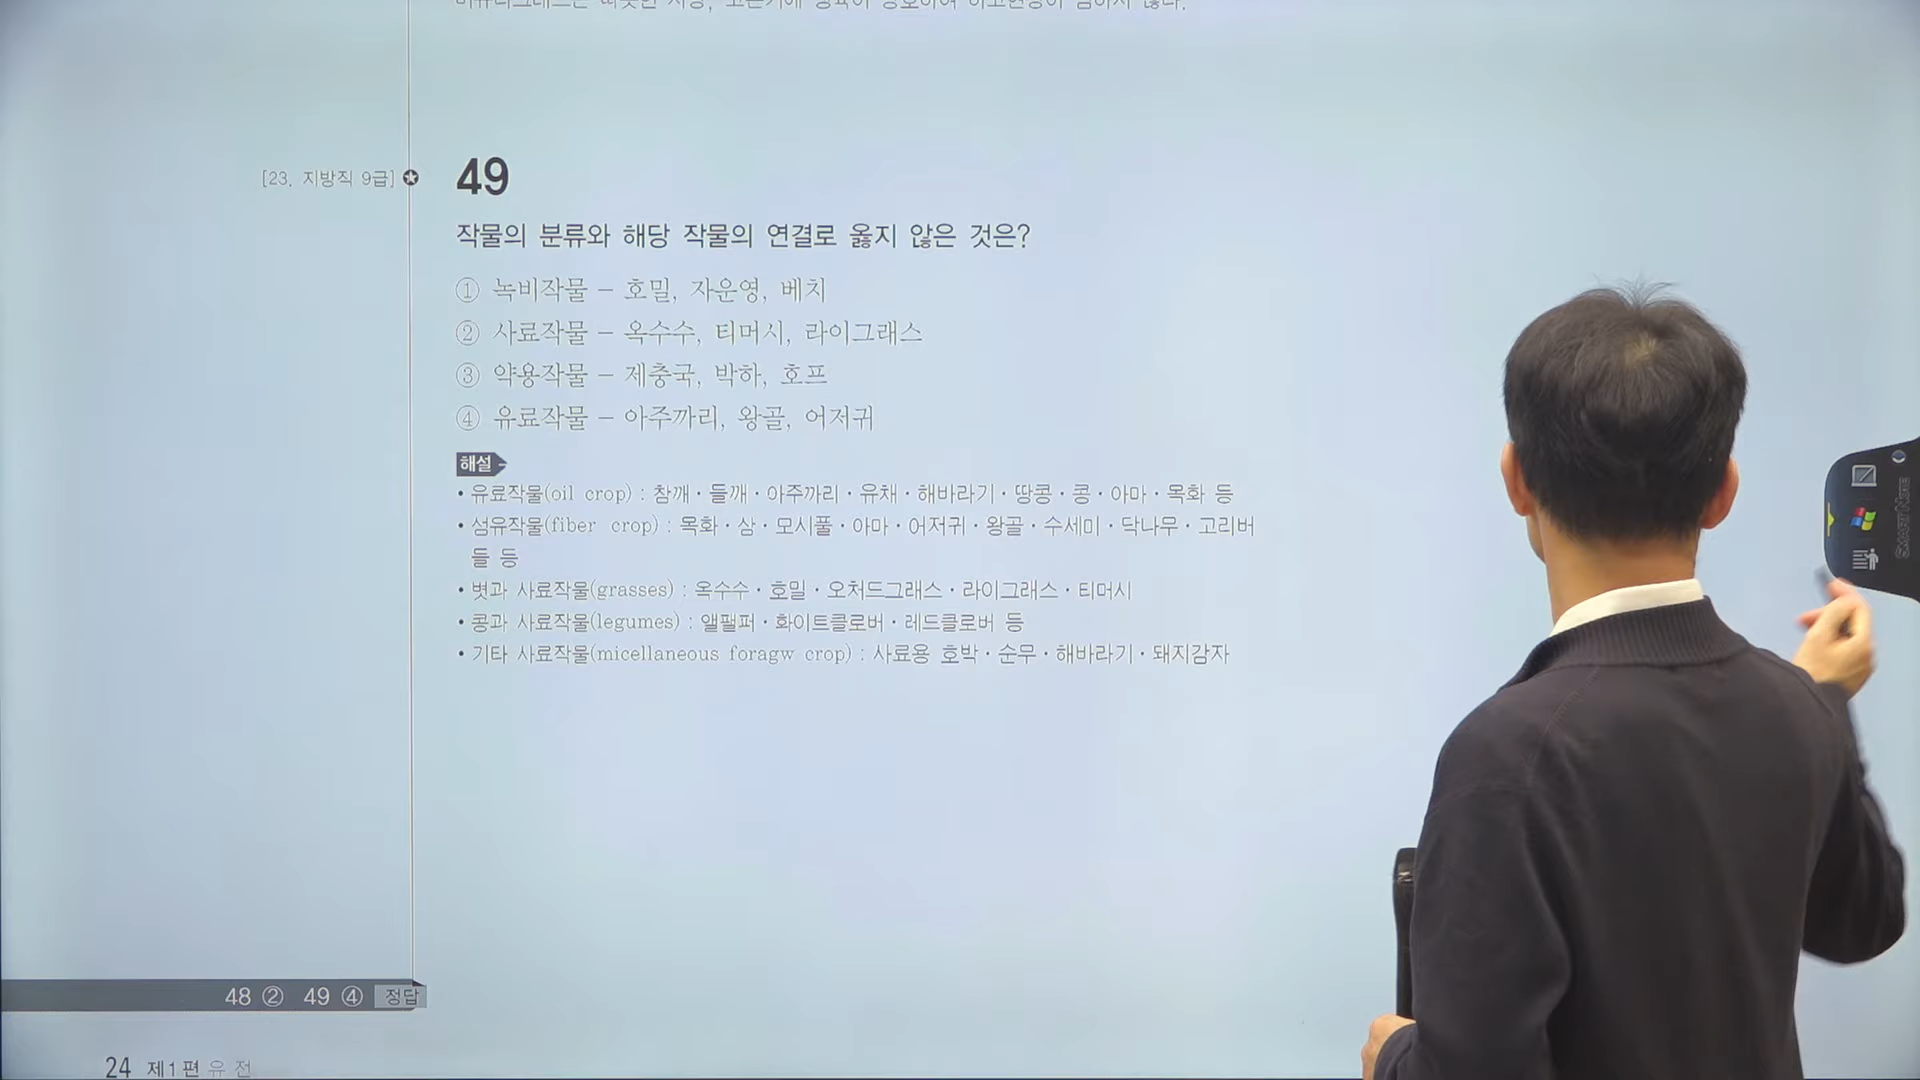 [23. 지방직 9급]
49
작물의 분류와 해당 작물의 연결로 옳지 않은 것은?
① 녹비작물 – 호밀, 자운영, 베치
② 사료작물 – 옥수수, 티머시, 라이그래스
③ 약용작물 – 제충국, 박하, 호프
④ 유료작물 – 아주까리, 왕골, 어저귀
해설
• 유료작물(oil crop) : 참깨·들깨·아주까리·유채·해바라기·땅콩·콩·아마·목화 등
• 섬유작물(fiber crop) : 목화·삼·모시풀·아마·어저귀·왕골·수세미·닥나무·고리버
들 등
• 볏과 사료작물(grasses) : 옥수수·호밀·오처드그래스·라이그래스·티머시
• 콩과 사료작물(legumes) : 앨팰퍼·화이트클로버·레드클로버 등
• 기타 사료작물(micellaneous foragw crop) : 사료용 호박·순무·해바라기·돼지감자
48 ② 49 ④ 정답
24 제1편 유전